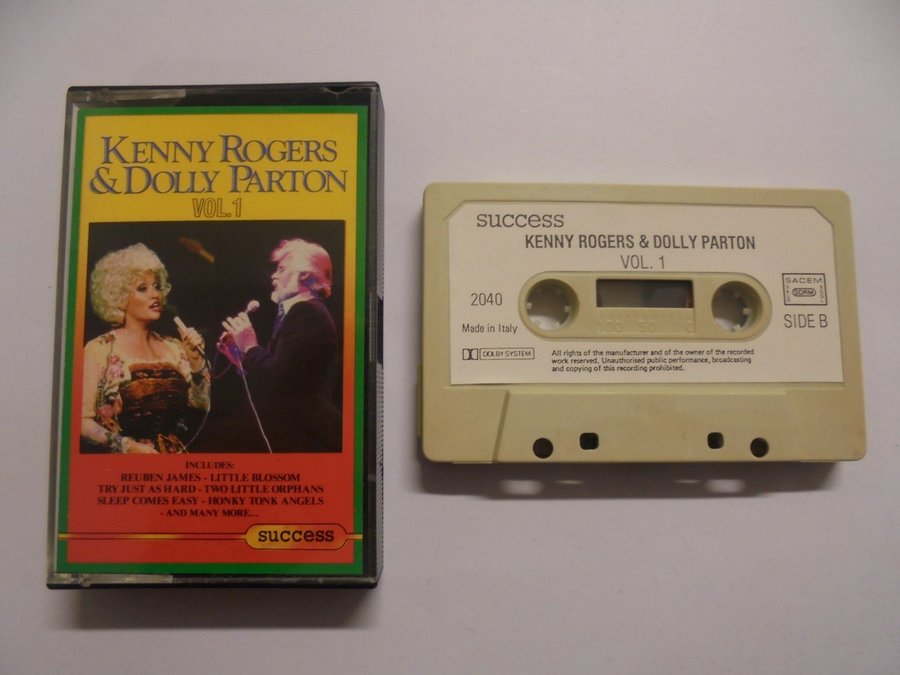 KENNY ROGERS
& DOLLY PARTON
VOL.1
INCLUDES:
REUBEN JAMES - LITTLE BLOSSOM
TRY JUST AS HARD - TWO LITTLE ORPHANS
SLEEP COMES EASY - HONKY TONK ANGELS
- AND MANY MORE...
success
success
KENNY ROGERS & DOLLY PARTON
VOL. 1
2040
Made in Italy
DOLBY SYSTEM
100 50 0
SACEM
SDRM
SIDE B
All rights of the manufacturer and of the owner of the recorded
work reserved. Unauthorised public performance, broadcasting
and copying of this recording prohibited.